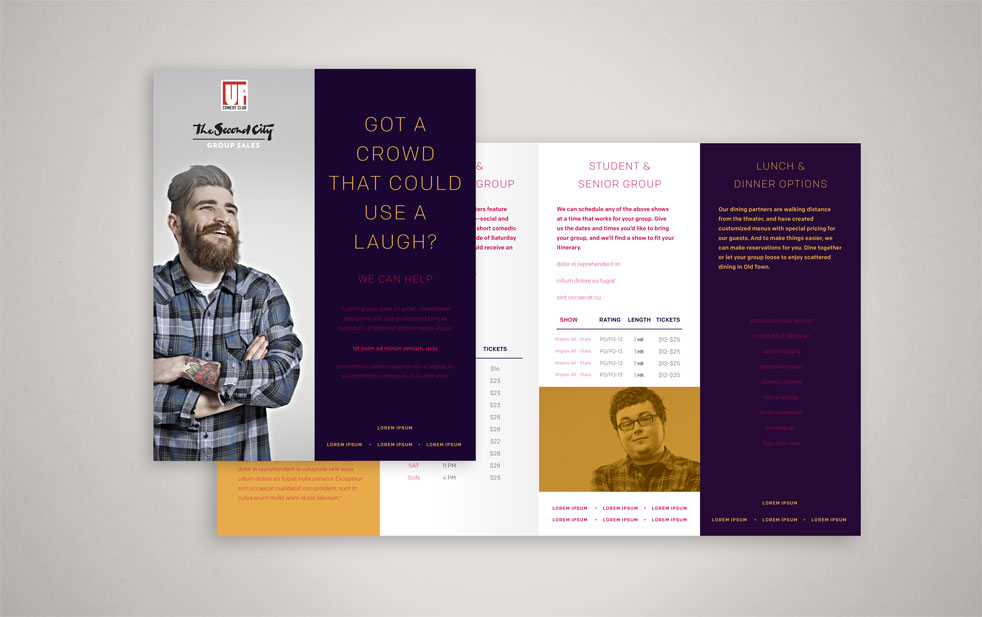 UP
COMEDY CLUB
The Second City
GROUP SALES
GOT A
CROWD
THAT COULD
USE A
LAUGH?
WE CAN HELP
"Lorem ipsum dolor sit amet, consectetur
adipiscing elit, sed do eiusmod tempor
incididunt ut labore et dolore magna aliqua.
Ut enim ad minim veniam, quis
exercitation ullamco laboris nisi ut aliquip ex
ea commodo consequat. Duis aute irure
LOREM IPSUM
LOREM IPSUM • LOREM IPSUM • LOREM IPSUM
dolor in reprehenderit in voluptate velit esse
cillum dolore eu fugiat nulla pariatur. Excepteur
sint occaecat cupidatat non proident, sunt in
culpa erunt mollit anim id est laborum."
&
GROUP
ters feature
–social and
short comedic
de of Saturday
uld receive an
TICKETS
$16
$23
$23
$23
$28
$28
$22
$28
SAT 11 PM $28
SUN 4 PM $23
STUDENT &
SENIOR GROUP
We can schedule any of the above shows
at a time that works for your group. Give
us the dates and times you'd like to bring
your group, and we'll find a show to fit your
itinerary.
dolor in reprehenderit in
cillum dolore eu fugiat
sint occaecat cu
SHOW RATING LENGTH TICKETS
Improv All - Stars PG/PG-13 1 HR $12-$25
Improv All - Stars PG/PG-13 1 HR $12-$25
Improv All - Stars PG/PG-13 1 HR $12-$25
Improv All - Stars PG/PG-13 1 HR $12-$25
LOREM IPSUM • LOREM IPSUM • LOREM IPSUM
LOREM IPSUM • LOREM IPSUM • LOREM IPSUM
LUNCH &
DINNER OPTIONS
Our dining partners are walking distance
from the theater, and have created
customized menus with special pricing for
our guests. And to make things easier, we
can make reservations for you. Dine together
or let your group loose to enjoy scattered
dining in Old Town.
sed do eiusmod tempor
incididunt ut labore et
dolore magna
ullamco laboris
nisi ut aliquip
ex ea commodo
consequat
Duis aute irure
LOREM IPSUM
LOREM IPSUM • LOREM IPSUM • LOREM IPSUM